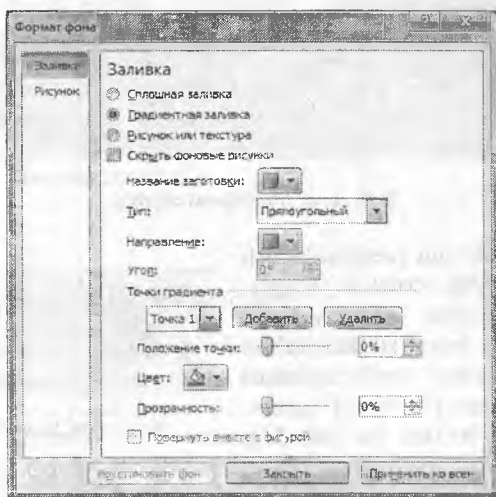 Формат фона
Заливка
Рисунок
Заливка
Сплошная заливка
Градиентная заливка
Рисунок или текстура
Скрыть фоновые рисунки
Название заготовки:
Тип: Прямоугольный
Направление:
Угол: 0°
Точки градиента
Точка 1 Добавить Удалить
Положение точки: 0%
Цвет:
Прозрачность: 0%
Повернуть вместе с фигурой
Восстановить фон Закрыть Применить ко всем